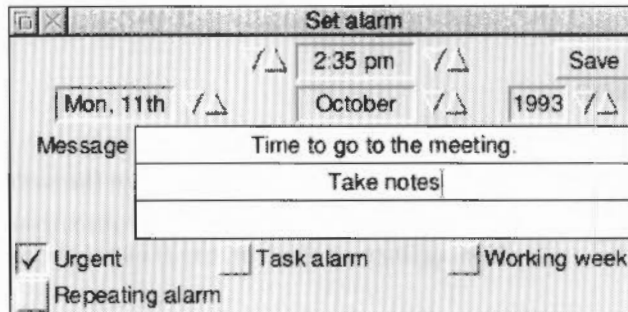 Set alarm
2:35 pm Save
Mon, 11th October 1993
Message Time to go to the meeting.
Take notes
Urgent Task alarm Working week
Repeating alarm